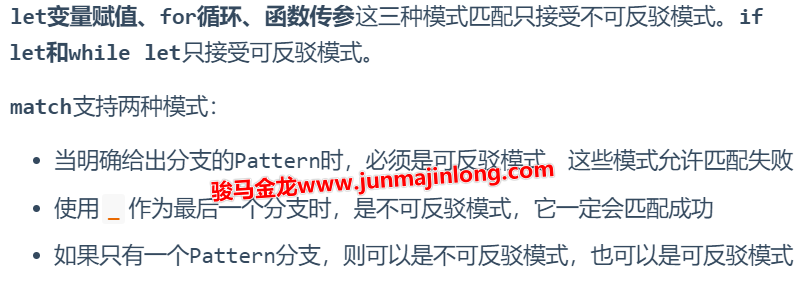 let变量赋值、for循环、函数传参这三种模式匹配只接受不可反驳模式。if
let和while let只接受可反驳模式。
match支持两种模式：
• 当明确给出分支的Pattern时，必须是可反驳模式，这些模式允许匹配失败
骏马金龙www.junmajinlong.com
• 使用_作为最后一个分支时，是不可反驳模式，它一定会匹配成功
• 如果只有一个Pattern分支，则可以是不可反驳模式，也可以是可反驳模式